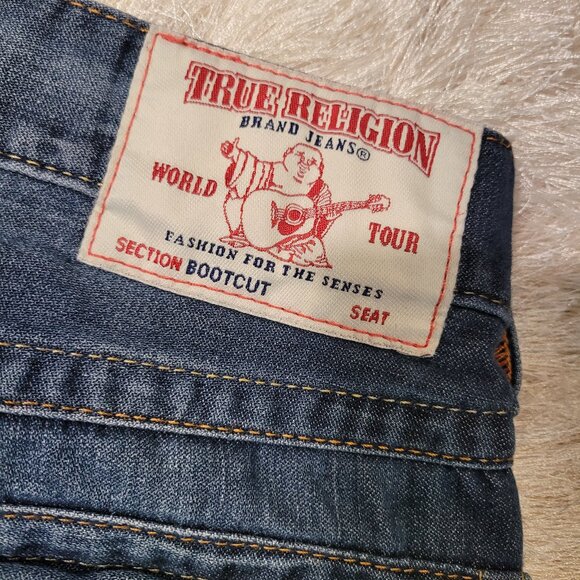 TRUE RELIGION
BRAND JEANS®
WORLD TOUR
FASHION FOR THE SENSES
SECTION BOOTCUT
SEAT